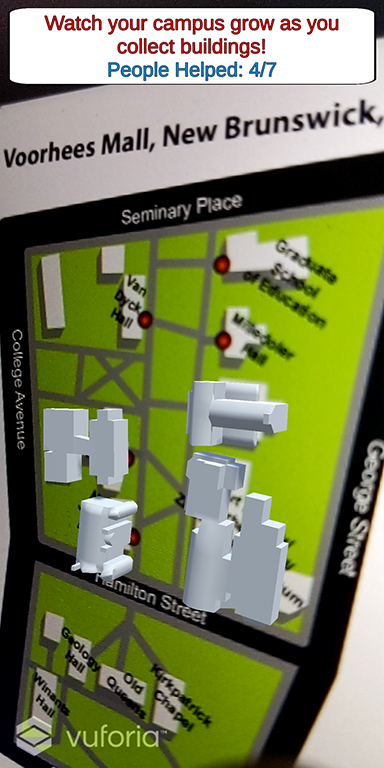 Watch your campus grow as you
collect buildings!
People Helped: 4/7
Voorhees Mall, New Brunswick,
Seminary Place
Graduate
School
of Education
Van
Dyck
Hall
Milledoler
Hall
College Avenue
George Street
Hamilton Street
Geology
Hall
Kirkpatrick
Chapel
Old
Queens
Winants
Hall
vuforia™